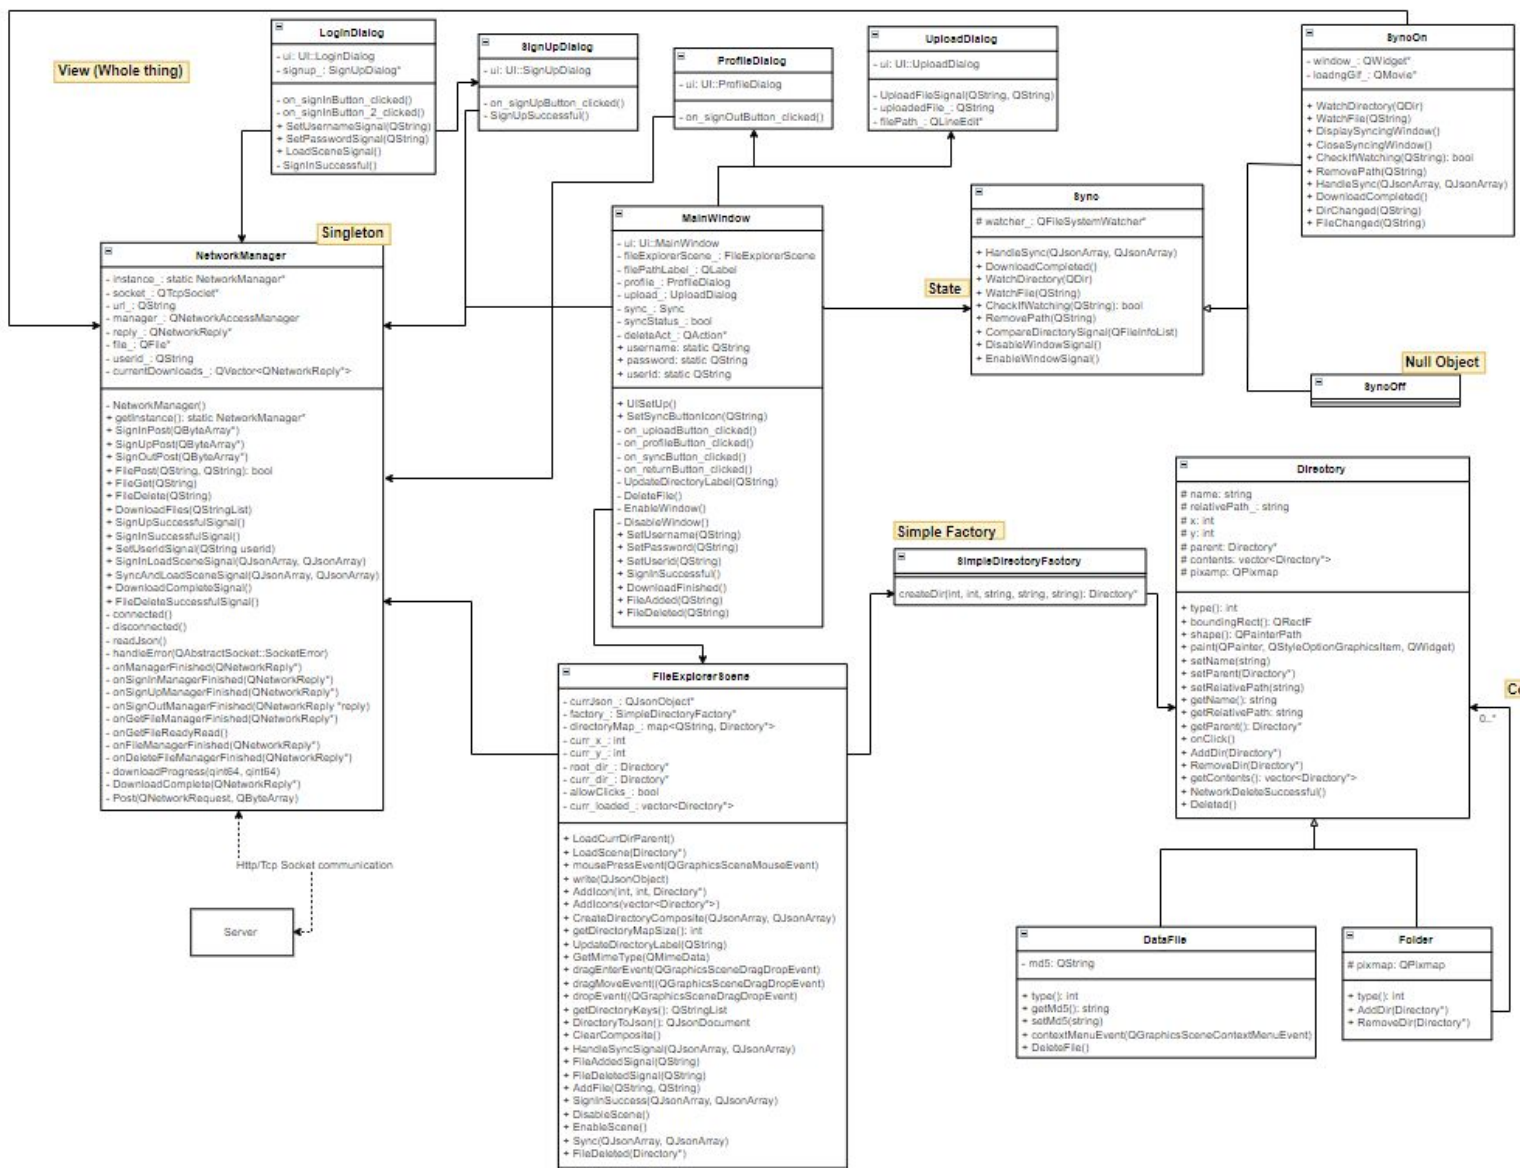 View (Whole thing)
LoginDialog
- ui: UI::LoginDialog
- signup_: SignUpDialog*
- on_signInButton_clicked()
- on_signInButton_2_clicked()
+ SetUsernameSignal(QString)
+ SetPasswordSignal(QString)
+ LoadSceneSignal()
- SignInSuccessful()
SignUpDialog
- ui: UI::SignUpDialog
- on_signUpButton_clicked()
- SignUpSuccessful()
ProfileDialog
- ui: UI::ProfileDialog
- on_signOutButton_clicked()
UploadDialog
- ui: UI::UploadDialog
- UploadFileSignal(QString, QString)
- uploadedFile_: QString
- filePath_: QLineEdit*
SyncOn
- window_: QWidget*
- loadngGif_: QMovie*
+ WatchDirectory(QDir)
+ WatchFile(QString)
+ DisplaySyncingWindow()
+ CloseSyncingWindow()
+ CheckIfWatching(QString): bool
+ RemovePath(QString)
+ HandleSync(QJsonArray, QJsonArray)
+ DownloadCompleted()
+ DirChanged(QString)
+ FileChanged(QString)
Singleton
NetworkManager
- instance_: static NetworkManager*
- socket_: QTcpSoclet*
- url_: QString
- manager_: QNetworkAccessManager
- reply_: QNetworkReply*
- file_: QFile*
- userid_: QString
- currentDownloads_: QVector<QNetworkReply*>
- NetworkManager()
+ getInstance(): static NetworkManager*
+ SignInPost(QByteArray*)
+ SignUpPost(QByteArray*)
+ SignOutPost(QByteArray*)
+ FilePost(QString, QString): bool
+ FileGet(QString)
+ FileDelete(QString)
+ DownloadFiles(QStringList)
+ SignUpSuccessfulSignal()
+ SignInSuccessfulSignal()
+ SetUseridSignal(QString userid)
+ SignInLoadSceneSignal(QJsonArray, QJsonArray)
+ SyncAndLoadSceneSignal(QJsonArray, QJsonArray)
+ DownloadCompleteSignal()
+ FileDeleteSuccessfulSignal()
- connected()
- disconnected()
- readJson()
- handleError(QAbstractSocket::SocketError)
- onManagerFinished(QNetworkReply*)
- onSignInManagerFinished(QNetworkReply*)
- onSignUpManagerFinished(QNetworkReply*)
- onSignOutManagerFinished(QNetworkReply *reply)
- onGetFileManagerFinished(QNetworkReply*)
- onGetFileReadyRead()
- onFileManagerFinished(QNetworkReply*)
- onDeleteFileManagerFinished(QNetworkReply*)
- downloadProgress(qint64, qint64)
- DownloadComplete(QNetworkReply*)
- Post(QNetworkRequest, QByteArray)
Http/Tcp Socket communication
Server
MainWindow
- ui: Ui::MainWindow
- fileExplorerScene_: FileExplorerScene
- filePathLabel_: QLabel
- profile_: ProfileDialog
- upload_: UploadDialog
- sync_: Sync
- syncStatus_: bool
- deleteAct_: QAction*
+ username: static QString
+ password: static QString
+ userId: static QString
+ UISetUp()
+ SetSyncButtonIcon(QString)
- on_uploadButton_clicked()
- on_profileButton_clicked()
- on_syncButton_clicked()
- on_returnButton_clicked()
- UpdateDirectoryLabel(QString)
- DeleteFile()
- EnableWindow()
- DisableWindow()
+ SetUsername(QString)
+ SetPassword(QString)
+ SetUserid(QString)
+ SignInSuccessful()
+ DownloadFinished()
+ FileAdded(QString)
+ FileDeleted(QString)
State
Sync
# watcher_: QFileSystemWatcher*
+ HandleSync(QJsonArray, QJsonArray)
+ DownloadCompleted()
+ WatchDirectory(QDir)
+ WatchFile(QString)
+ CheckIfWatching(QString): bool
+ RemovePath(QString)
+ CompareDirectorySignal(QFileInfoList)
+ DisableWindowSignal()
+ EnableWindowSignal()
Null Object
SyncOff
Simple Factory
SimpleDirectoryFactory
createDir(int, int, string, string, string): Directory*
Directory
# name: string
# relativePath_: string
# x: int
# y: int
# parent: Directory*
# contents: vector<Directory*>
# pixamp: QPixmap
+ type(): int
+ boundingRect(): QRectF
+ shape(): QPainterPath
+ paint(QPainter, QStyleOptionGraphicsItem, QWidget)
+ setName(string)
+ setParent(Directory*)
+ setRelativePath(string)
+ getName(): string
+ getRelativePath: string
+ getParent(): Directory*
+ onClick()
+ AddDir(Directory*)
+ RemoveDir(Directory*)
+ getContents(): vector<Directory*>
+ NetworkDeleteSuccessful()
+ Deleted()
Co
0..*
FileExplorerScene
- currJson_: QJsonObject*
- factory_: SimpleDirectoryFactory*
- directoryMap_: map<QString, Directory*>
- curr_x_: int
- curr_y_: int
- root_dir_: Directory*
- curr_dir_: Directory*
- allowClicks_: bool
- curr_loaded_: vector<Directory*>
+ LoadCurrDirParent()
+ LoadScene(Directory*)
+ mousePressEvent(QGraphicsSceneMouseEvent)
+ write(QJsonObject)
+ AddIcon(int, int, Directory*)
+ AddIcons(vector<Directory*>)
+ CreateDirectoryComposite(QJsonArray, QJsonArray)
+ getDirectoryMapSize(): int
+ UpdateDirectoryLabel(QString)
+ GetMimeType(QMimeData)
+ dragEnterEvent(QGraphicsSceneDragDropEvent)
+ dragMoveEvent((QGraphicsSceneDragDropEvent)
+ dropEvent((QGraphicsSceneDragDropEvent)
+ getDirectoryKeys(): QStringList
+ DirectoryToJson(): QJsonDocument
+ ClearComposite()
+ HandleSyncSignal(QJsonArray, QJsonArray)
+ FileAddedSignal(QString)
+ FileDeletedSignal(QString)
+ AddFile(QString, QString)
+ SignInSuccess(QJsonArray, QJsonArray)
+ DisableScene()
+ EnableScene()
+ Sync(QJsonArray, QJsonArray)
+ FileDeleted(Directory*)
DataFile
- md5: QString
+ type(): int
+ getMd5(): string
+ setMd5(string)
+ contextMenuEvent(QGraphicsSceneContextMenuEvent)
+ DeleteFile()
Folder
# pixmap: QPixmap
+ type(): int
+ AddDir(Directory*)
+ RemoveDir(Directory*)